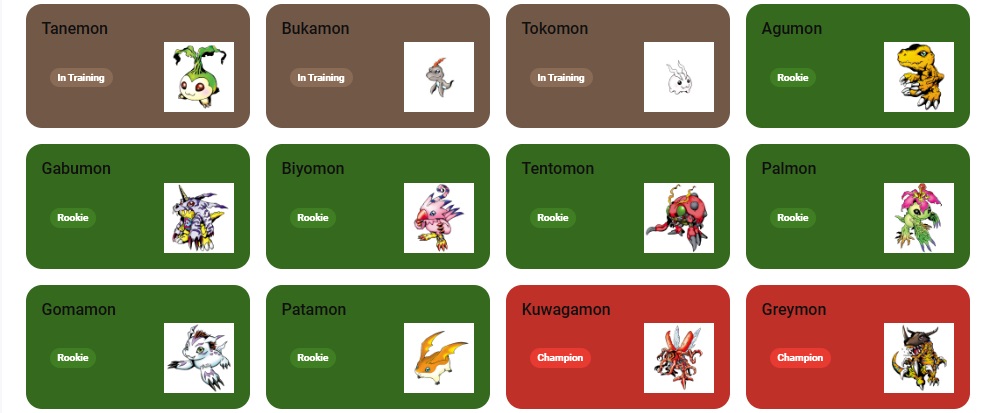 Tanemon
In Training
Bukamon
In Training
Tokomon
In Training
Agumon
Rookie
Gabumon
Rookie
Biyomon
Rookie
Tentomon
Rookie
Palmon
Rookie
Gomamon
Rookie
Patamon
Rookie
Kuwagamon
Champion
Greymon
Champion